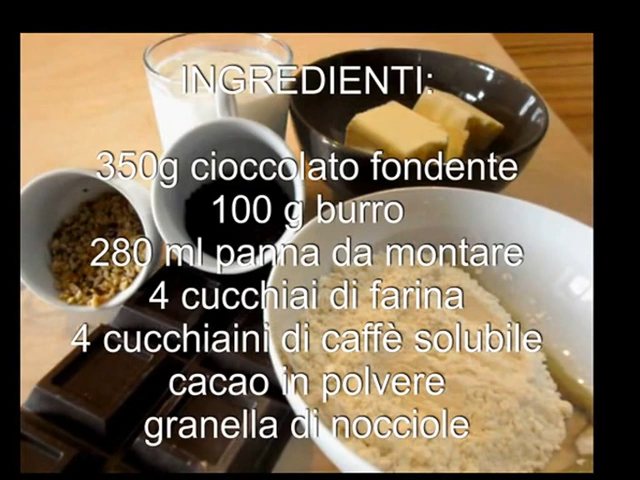 INGREDIENTI:
350g cioccolato fondente
100 g burro
280 ml panna da montare
4 cucchiai di farina
4 cucchiaini di caffè solubile
cacao in polvere
granella di nocciole